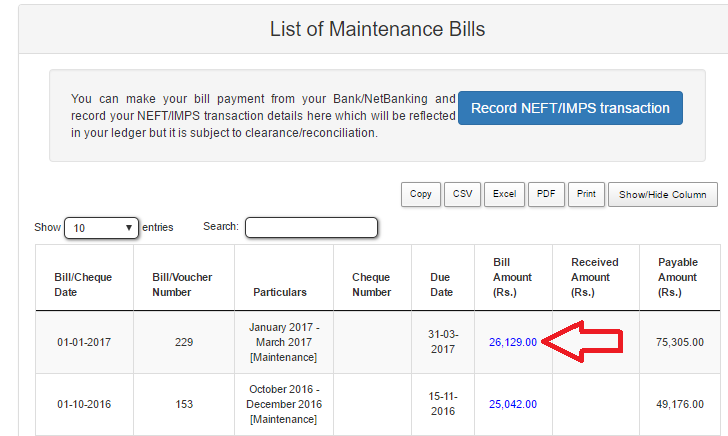 List of Maintenance Bills
You can make your bill payment from your Bank/NetBanking and
record your NEFT/IMPS transaction details here which will be reflected
in your ledger but it is subject to clearance/reconciliation.
Record NEFT/IMPS transaction
Copy CSV Excel PDF Print Show/Hide Column
Show 10 entries Search:
Bill/Cheque Date Bill/Voucher Number Particulars Cheque Number Due Date Bill Amount (Rs.) Received Amount (Rs.) Payable Amount (Rs.)
01-01-2017 229 January 2017 - March 2017 [Maintenance] 31-03-2017 26,129.00 75,305.00
01-10-2016 153 October 2016 - December 2016 [Maintenance] 15-11-2016 25,042.00 49,176.00